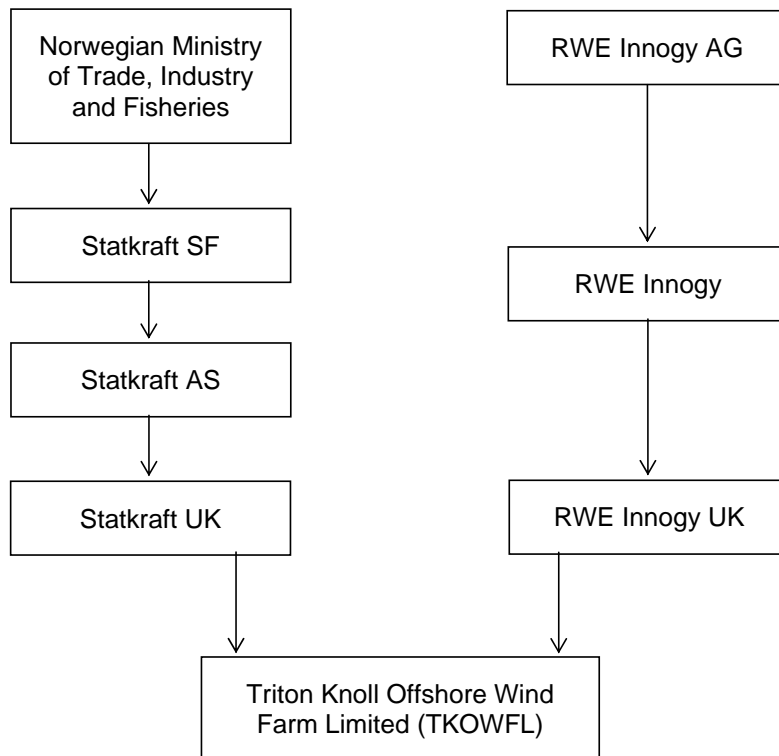 Norwegian Ministry
of Trade, Industry
and Fisheries
RWE Innogy AG
Statkraft SF
RWE Innogy
Statkraft AS
Statkraft UK
RWE Innogy UK
Triton Knoll Offshore Wind
Farm Limited (TKOWFL)